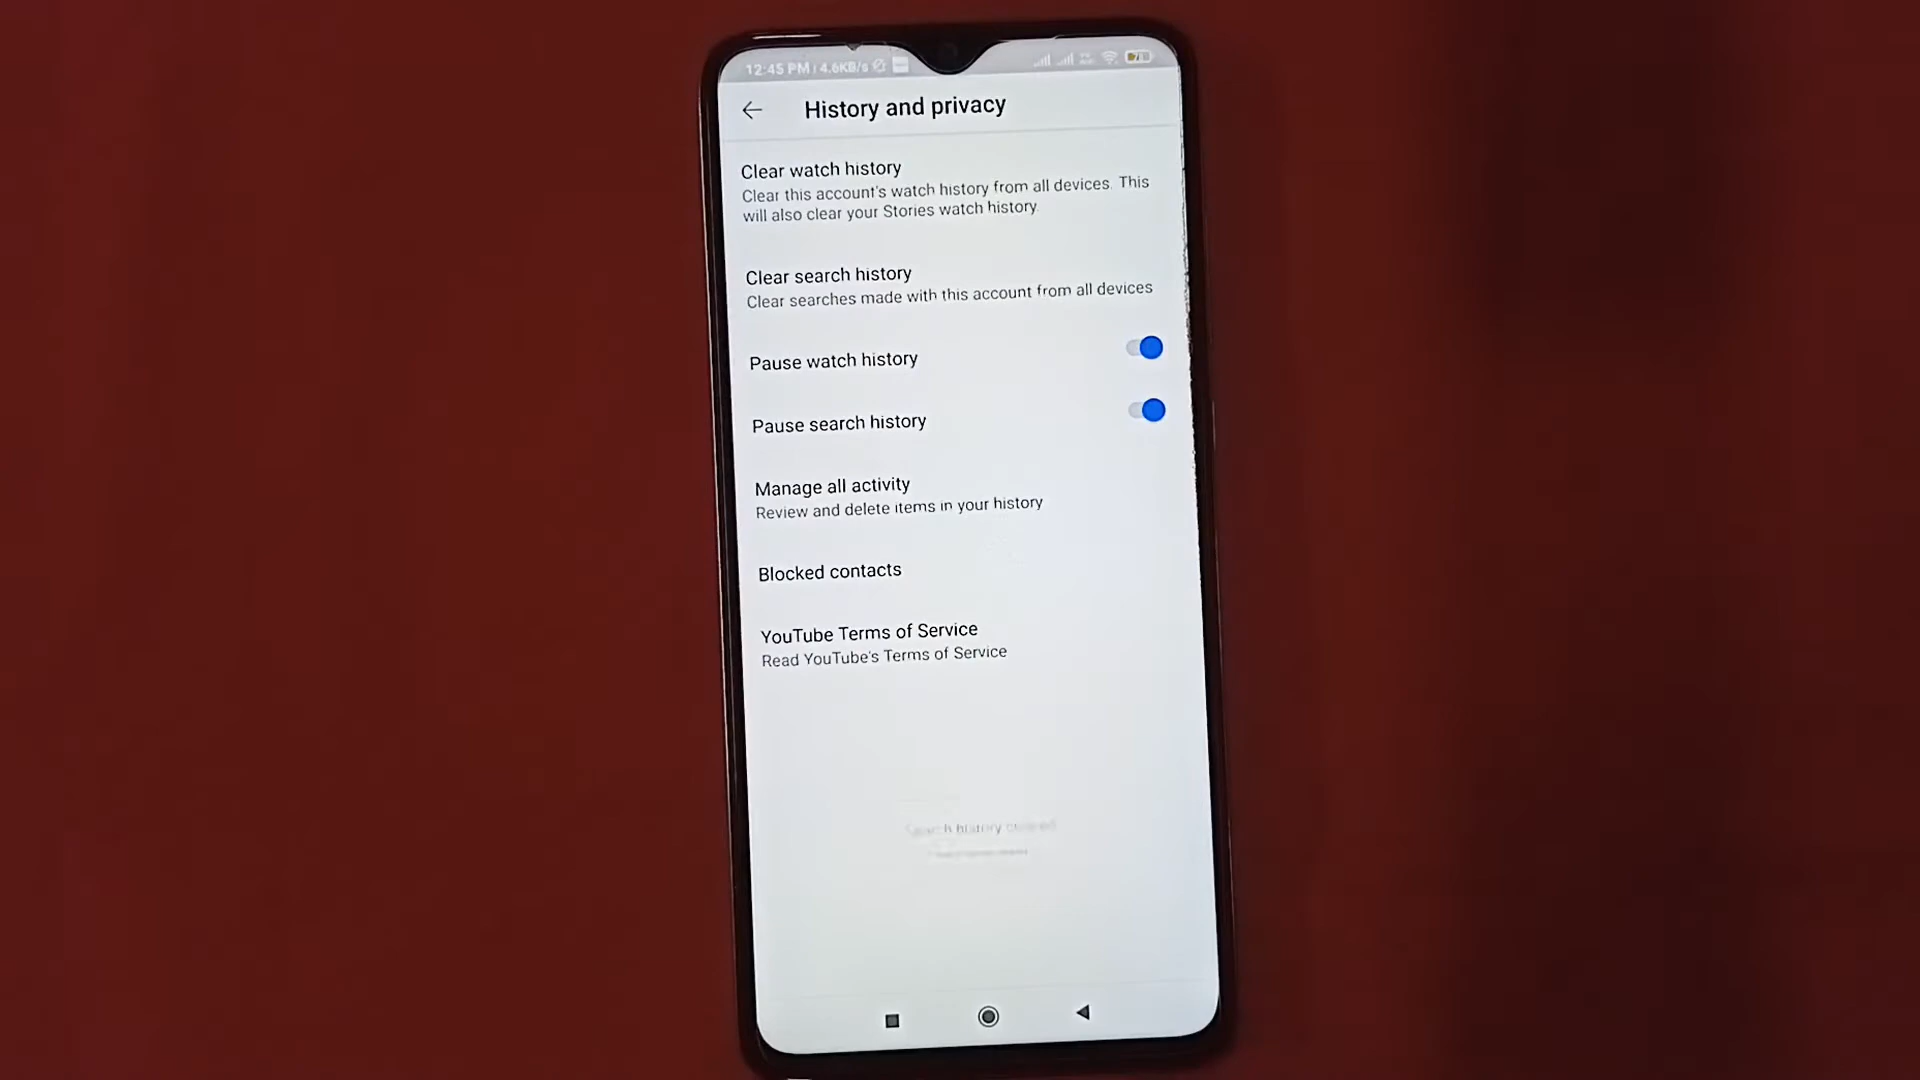 12:45 PM | 4.6KB/s
History and privacy
Clear watch history
Clear this account's watch history from all devices. This
will also clear your Stories watch history.
Clear search history
Clear searches made with this account from all devices
Pause watch history
Pause search history
Manage all activity
Review and delete items in your history
Blocked contacts
YouTube Terms of Service
Read YouTube's Terms of Service
Search history cleared